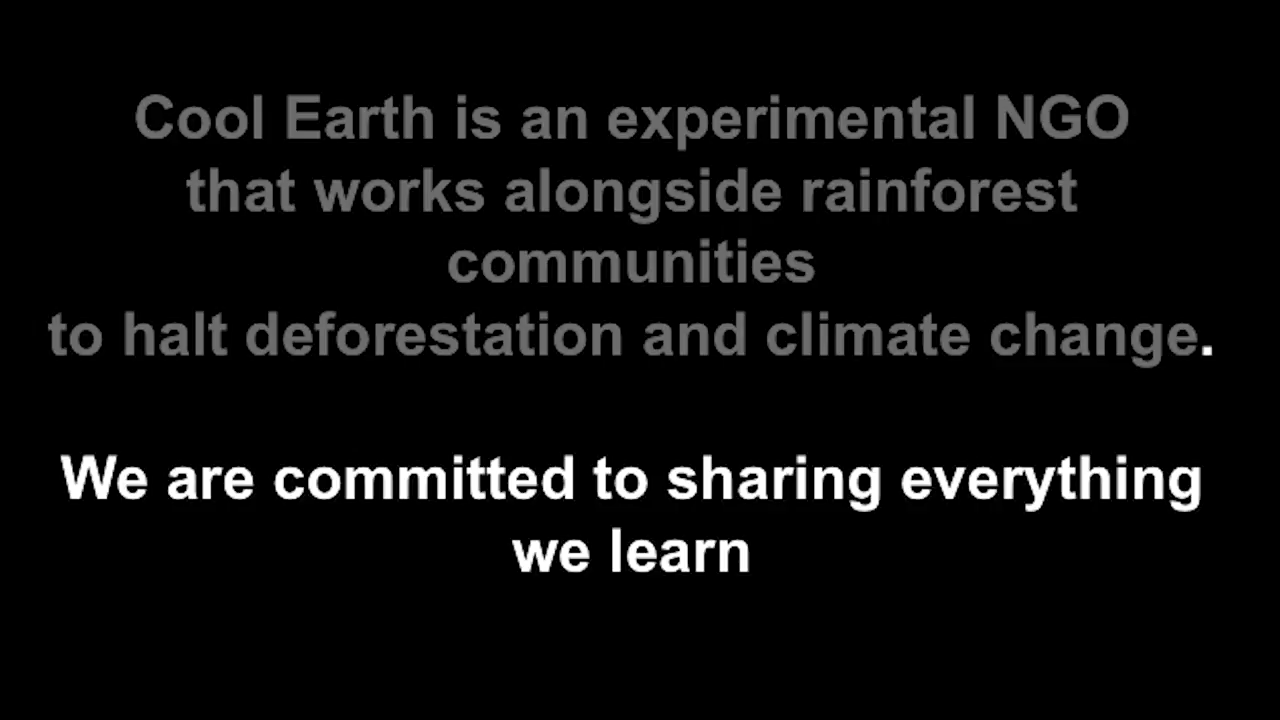 Cool Earth is an experimental NGO
that works alongside rainforest
communities
to halt deforestation and climate change.
We are committed to sharing everything
we learn